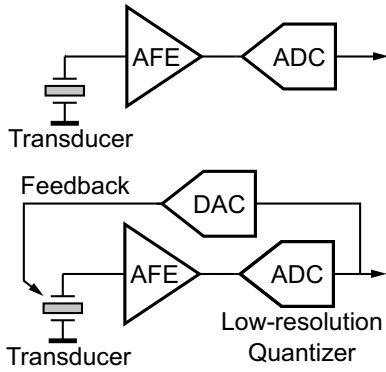 AFE
ADC
Transducer
Feedback
DAC
AFE
ADC
Low-resolution
Quantizer
Transducer